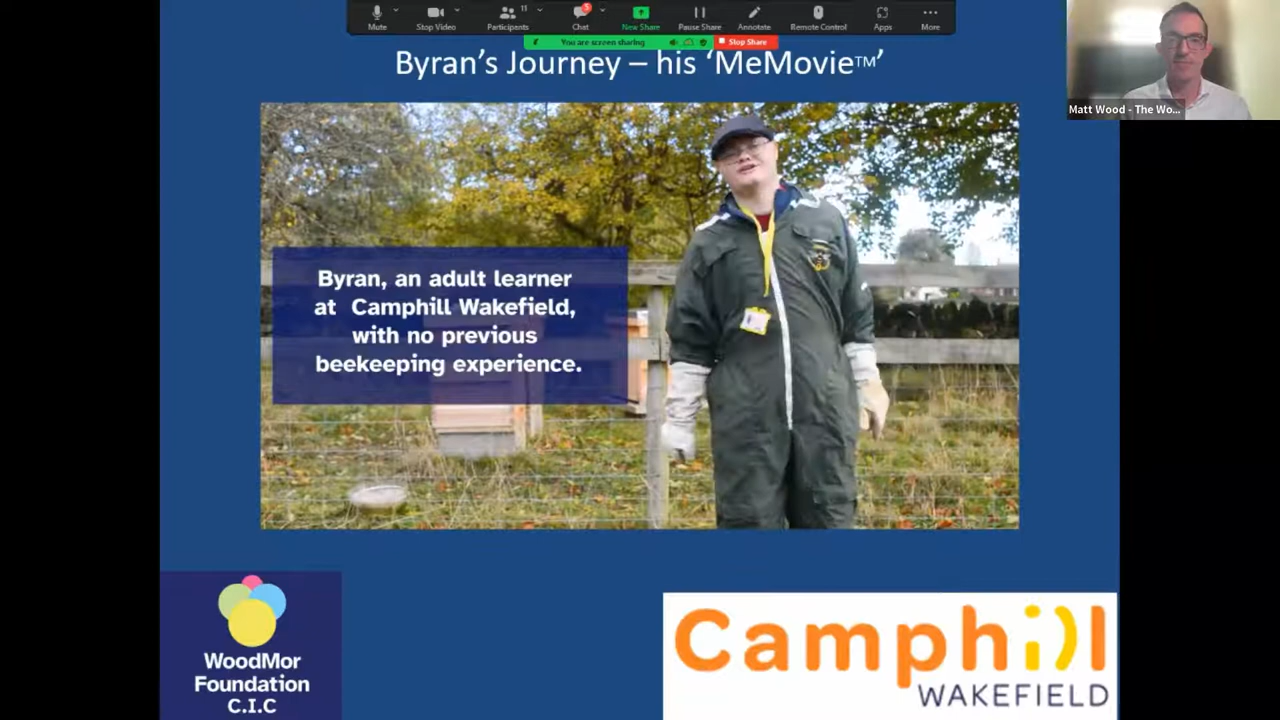 11
3
Mute
Stop Video
Participants
Chat
New Share
Pause Share
Annotate
Remote Control
Apps
More
You are screen sharing
Stop Share
Byran's Journey – his 'MeMovie™'
Matt Wood - The Wo...
Byran, an adult learner
at Camphill Wakefield,
with no previous
beekeeping experience.
WoodMor
Foundation
C.I.C
Camphill
WAKEFIELD